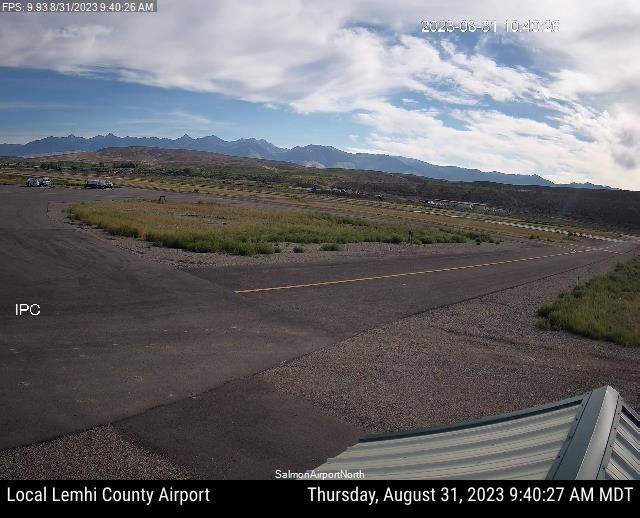 FPS: 9.93 8/31/2023 9:40:26 AM
2023-08-31 10:40:26
IPC
SalmonAirportNorth
Local Lemhi County Airport
Thursday, August 31, 2023 9:40:27 AM MDT